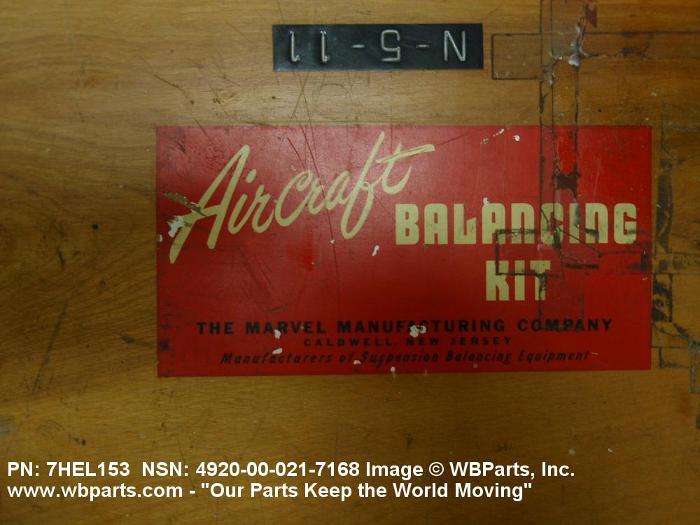 N-5-11
AirCraft
BALANCING
KIT
THE MARVEL MANUFACTURING COMPANY
CALDWELL, NEW JERSEY
Manufacturers of Suspension Balancing Equipment
PN: 7HEL153 NSN: 4920-00-021-7168 Image © WBParts, Inc.
www.wbparts.com - "Our Parts Keep the World Moving"